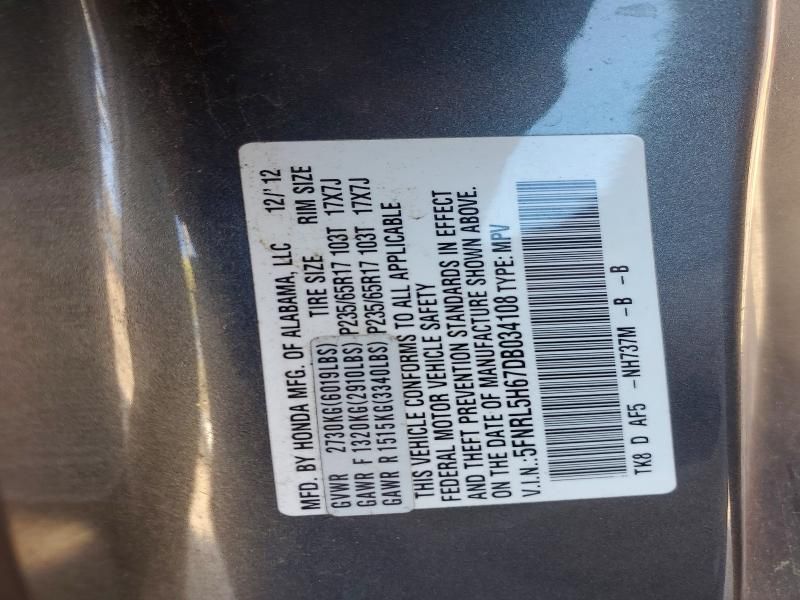 MFD. BY HONDA MFG. OF ALABAMA, LLC 12/'12
TIRE SIZE RIM SIZE
GVWR 2730KG(6019LBS)
GAWR F 1320KG(2910LBS) P235/65R17 103T 17X7J
GAWR R 1515KG(3340LBS) P235/65R17 103T 17X7J
THIS VEHICLE CONFORMS TO ALL APPLICABLE
FEDERAL MOTOR VEHICLE SAFETY
AND THEFT PREVENTION STANDARDS IN EFFECT
ON THE DATE OF MANUFACTURE SHOWN ABOVE.
V.I.N.:5FNRL5H67DB034108 TYPE: MPV
TK8 D AF5 -NH737M -B -B